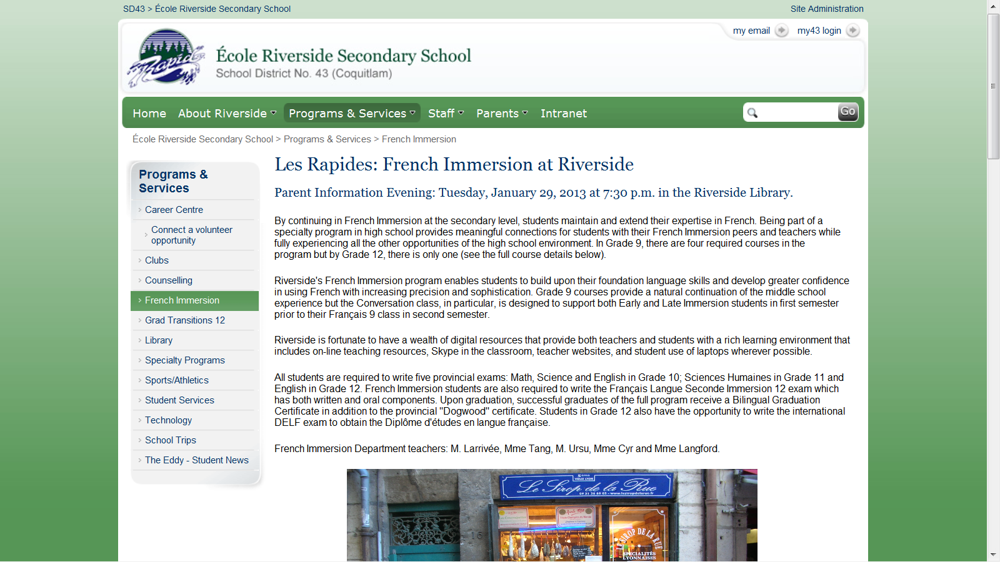 SD43 > École Riverside Secondary School
Site Administration
my email
my43 login
Rapids
École Riverside Secondary School
School District No. 43 (Coquitlam)
Home About Riverside Programs & Services Staff Parents Intranet
Go
École Riverside Secondary School > Programs & Services > French Immersion
Programs &
Services
Career Centre
Connect a volunteer
opportunity
Clubs
Counselling
French Immersion
Grad Transitions 12
Library
Specialty Programs
Sports/Athletics
Student Services
Technology
School Trips
The Eddy - Student News
Les Rapides: French Immersion at Riverside
Parent Information Evening: Tuesday, January 29, 2013 at 7:30 p.m. in the Riverside Library.
By continuing in French Immersion at the secondary level, students maintain and extend their expertise in French. Being part of a
specialty program in high school provides meaningful connections for students with their French Immersion peers and teachers while
fully experiencing all the other opportunities of the high school environment. In Grade 9, there are four required courses in the
program but by Grade 12, there is only one (see the full course details below).
Riverside's French Immersion program enables students to build upon their foundation language skills and develop greater confidence
in using French with increasing precision and sophistication. Grade 9 courses provide a natural continuation of the middle school
experience but the Conversation class, in particular, is designed to support both Early and Late Immersion students in first semester
prior to their Français 9 class in second semester.
Riverside is fortunate to have a wealth of digital resources that provide both teachers and students with a rich learning environment that
includes on-line teaching resources, Skype in the classroom, teacher websites, and student use of laptops wherever possible.
All students are required to write five provincial exams: Math, Science and English in Grade 10; Sciences Humaines in Grade 11 and
English in Grade 12. French Immersion students are also required to write the Français Langue Seconde Immersion 12 exam which
has both written and oral components. Upon graduation, successful graduates of the full program receive a Bilingual Graduation
Certificate in addition to the provincial "Dogwood" certificate. Students in Grade 12 also have the opportunity to write the international
DELF exam to obtain the Diplôme d'études en langue française.
French Immersion Department teachers: M. Larrivée, Mme Tang, M. Ursu, Mme Cyr and Mme Langford.
VIEUX LYON
Le Sirop de la Rue
09 51 36 69 05 - www.lesiropdelarue.fr
16
LE SIROP DE LA RUE
SPÉCIALITÉS
LYONNAISES